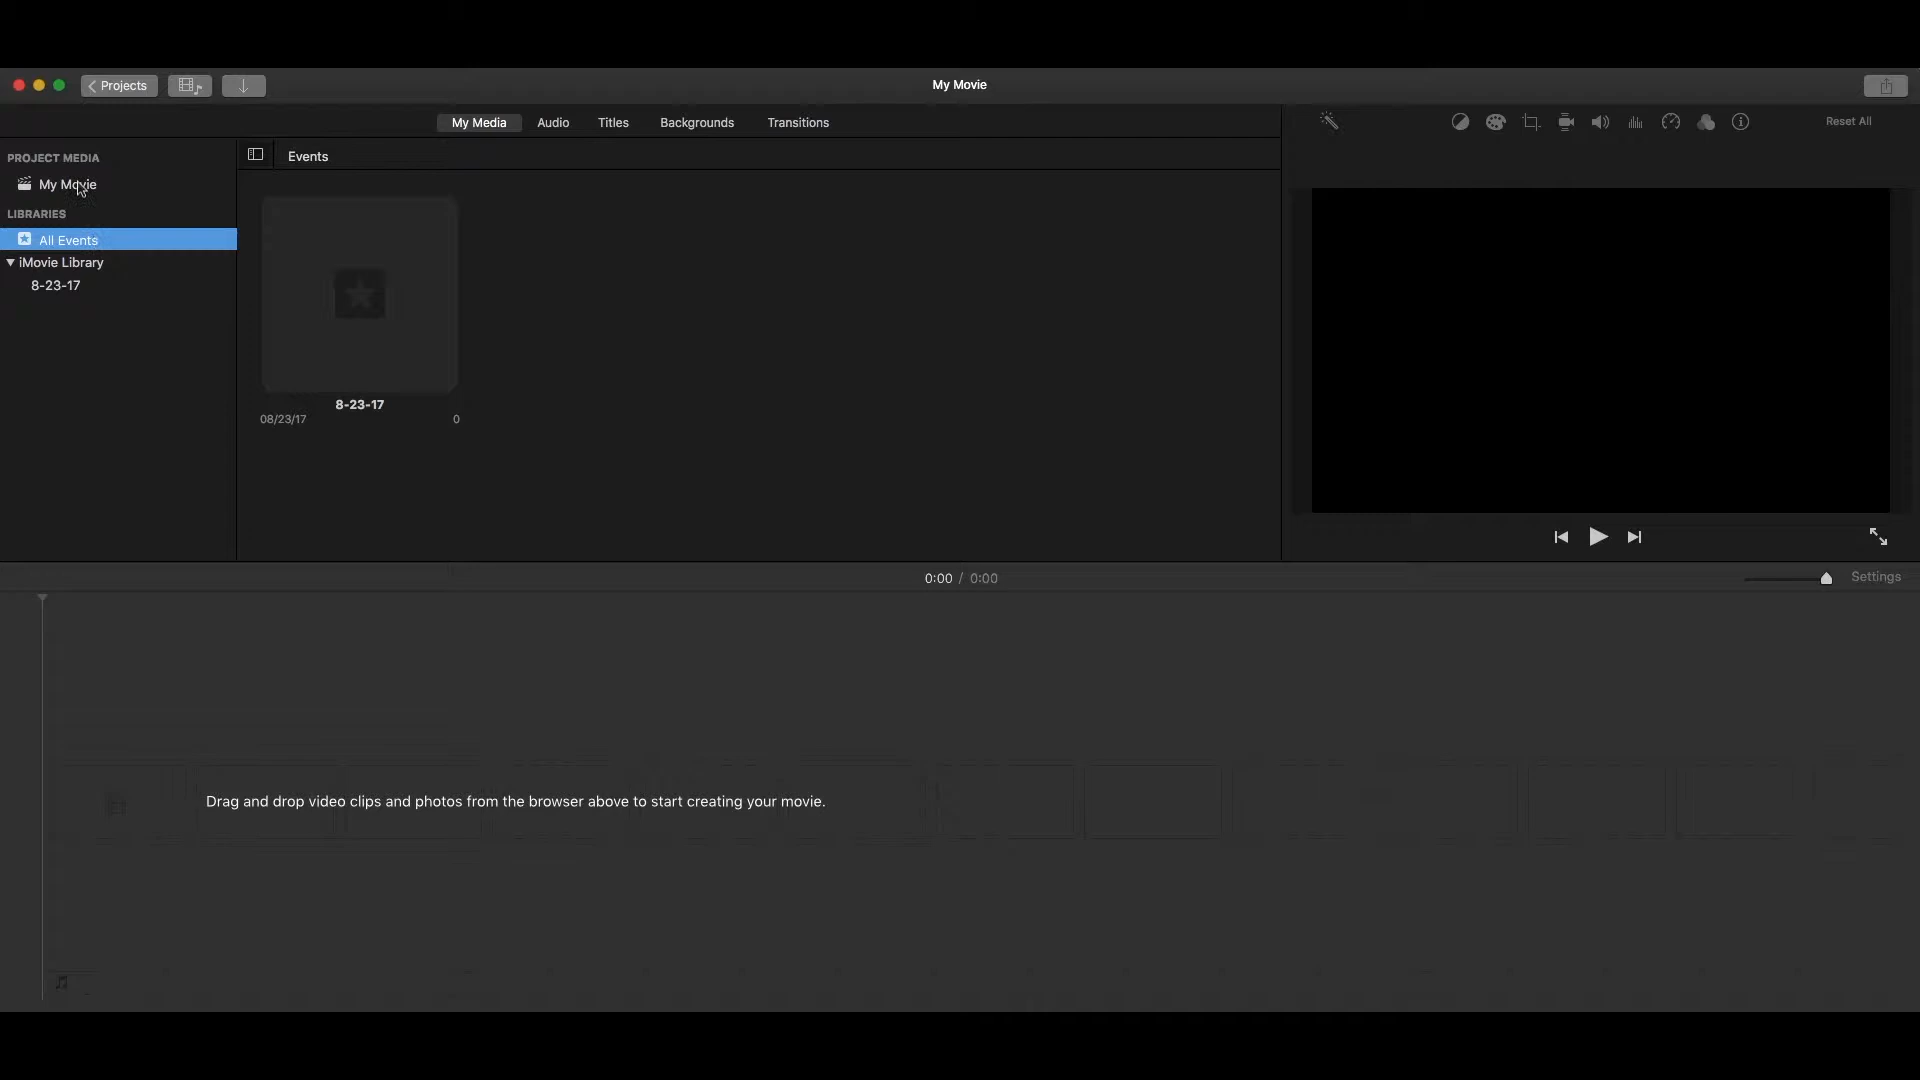 Projects
My Movie
My Media
Audio
Titles
Backgrounds
Transitions
Reset All
PROJECT MEDIA
My Movie
LIBRARIES
All Events
iMovie Library
8-23-17
Events
8-23-17
08/23/17
0
0:00 / 0:00
Settings
Drag and drop video clips and photos from the browser above to start creating your movie.